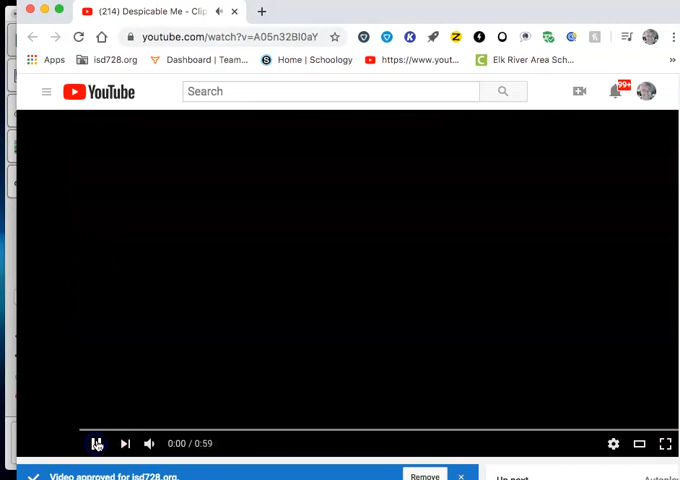 (214) Despicable Me - Clip
youtube.com/watch?v=A05n32Bl0aY
Apps isd728.org Dashboard | Team... Home | Schoology https://www.yout... Elk River Area Sch... »
YouTube Search 99+
0:00 / 0:59
Video approved for isd728.org. Remove
Up next Autoplay